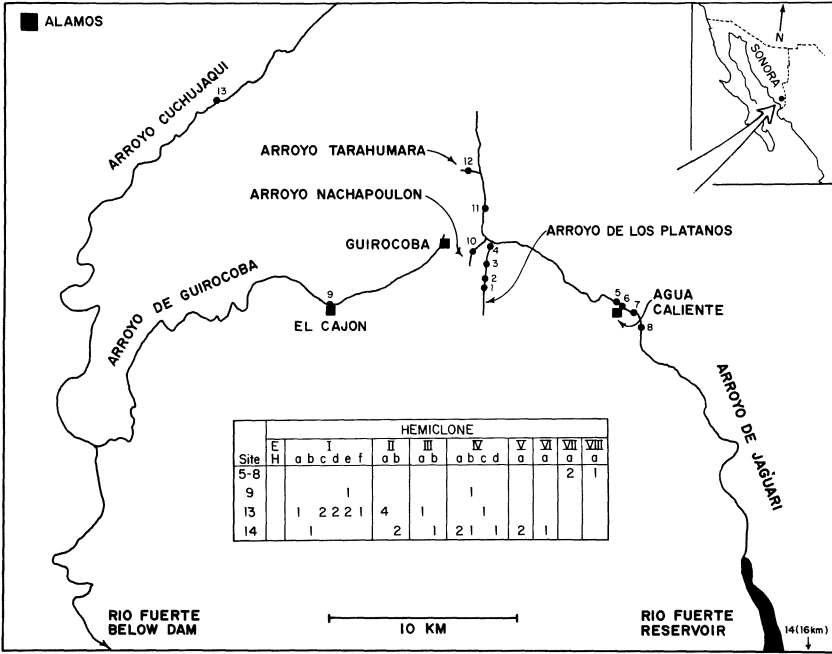 ALAMOS
N
SONORA
ARROYO CUCHUJAQUI
13
ARROYO TARAHUMARA
12
ARROYO NACHAPOULON
11
GUIROCOBA
10
4
ARROYO DE LOS PLATANOS
3
2
1
ARROYO DE GUIROCOBA
9
EL CAJON
5
6
7
8
AGUA
CALIENTE
ARROYO DE JAGUARI
HEMICLONE
E I II III IV V VI VII VIII
Site H a b c d e f a b a b a b c d a a a a
5-8 2 1
9 1 1
13 1 2 2 2 1 4 1 1
14 1 2 1 2 1 1 2 1
RIO FUERTE
BELOW DAM
10 KM
RIO FUERTE
RESERVOIR
14(16km)